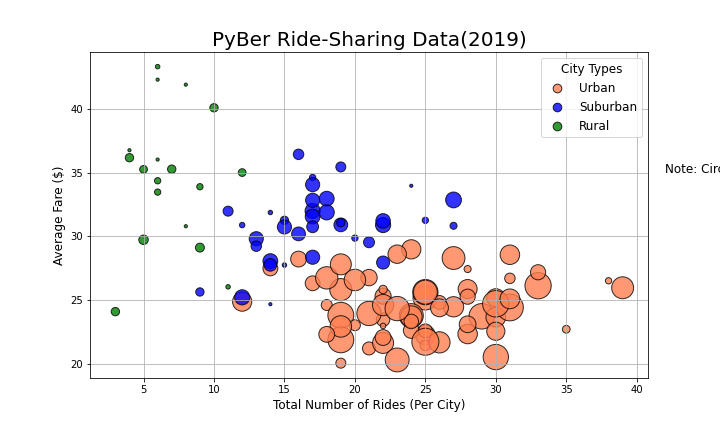 PyBer Ride-Sharing Data(2019)
City Types
Urban
Suburban
Rural
Note: Circ
Average Fare ($)
40
35
30
25
20
5
10
15
20
25
30
35
40
Total Number of Rides (Per City)